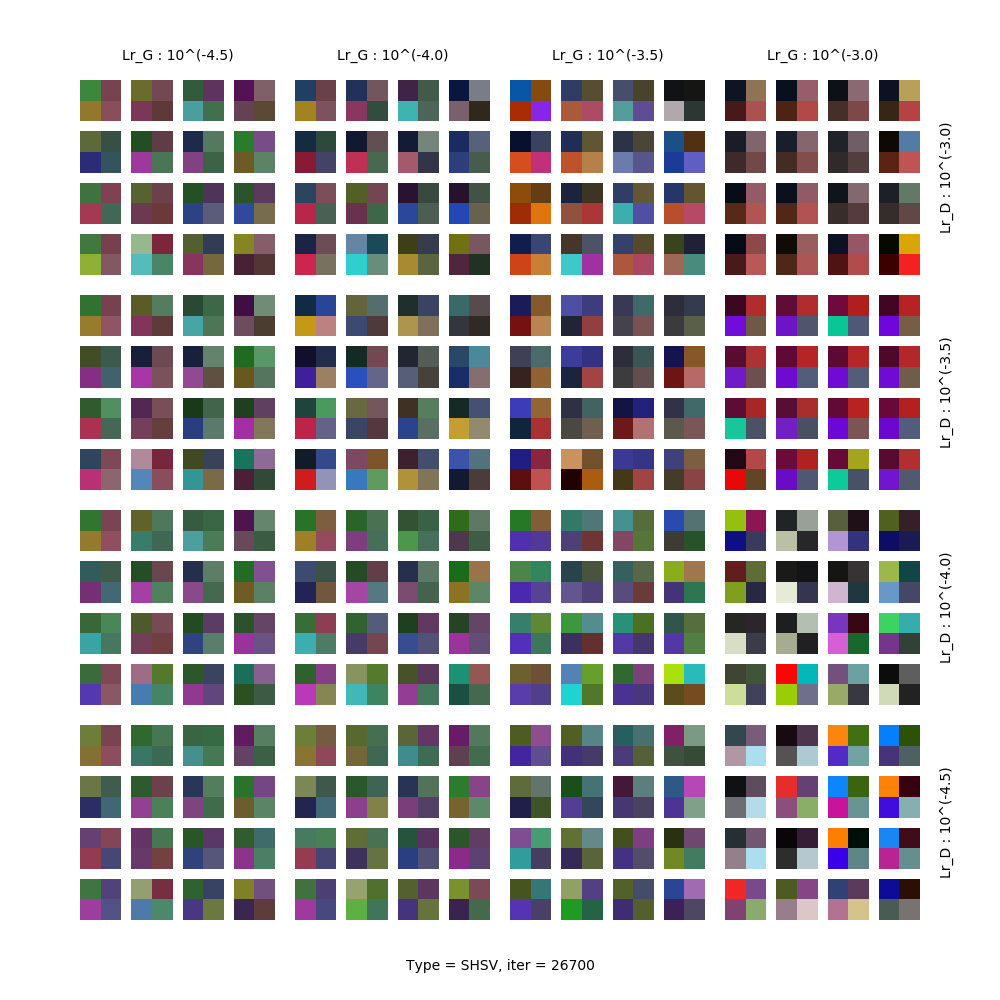 Lr_G : 10^(-4.5)
Lr_G : 10^(-4.0)
Lr_G : 10^(-3.5)
Lr_G : 10^(-3.0)
Lr_D : 10^(-3.0)
Lr_D : 10^(-3.5)
Lr_D : 10^(-4.0)
Lr_D : 10^(-4.5)
Type = SHSV, iter = 26700